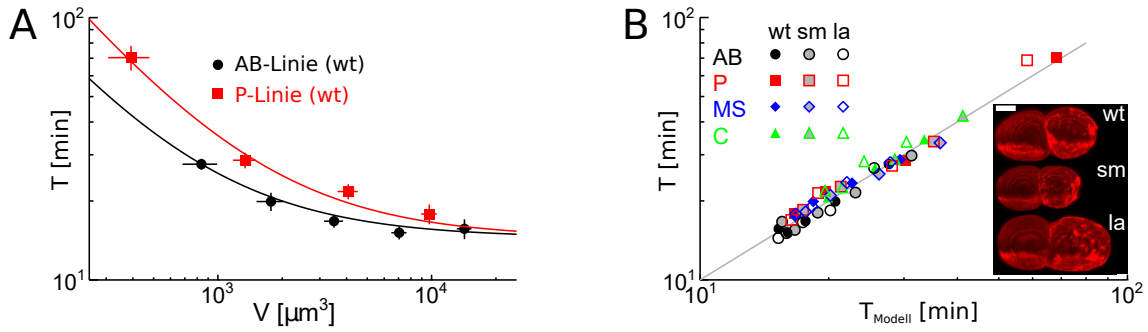 A
T [min]
10²
10¹
AB-Linie (wt)
P-Linie (wt)
10³
10⁴
V [µm³]
B
T [min]
10²
10¹
wt sm la
AB
P
MS
C
wt
sm
la
10¹
10²
T_Modell [min]